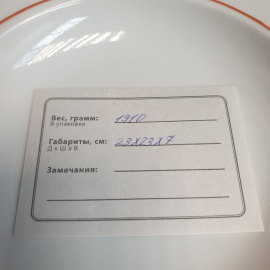 Вес, грамм: 1910
В упаковке
Габариты, см: 23х23х7
Д х Ш х В
Замечания: